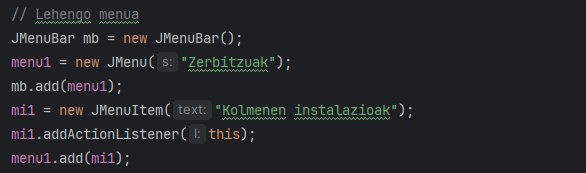 // Lehengo menua
JMenuBar mb = new JMenuBar();
menu1 = new JMenu( s: "Zerbitzuak");
mb.add(menu1);
mi1 = new JMenuItem( text: "Kolmenen instalazioak");
mi1.addActionListener( l: this);
menu1.add(mi1);